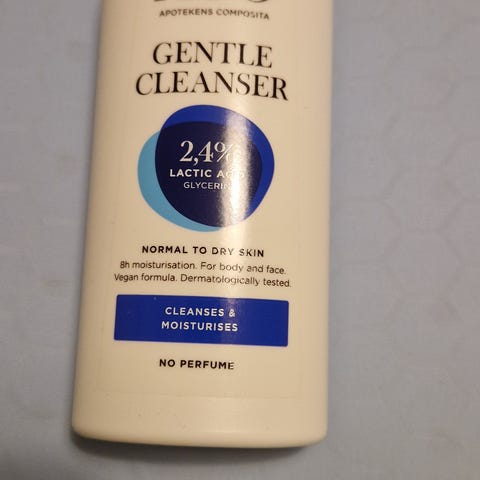 APOTEKENS COMPOSITA
GENTLE
CLEANSER
2,4%
LACTIC ACID
GLYCERIN
NORMAL TO DRY SKIN
8h moisturisation. For body and face.
Vegan formula. Dermatologically tested.
CLEANSES &
MOISTURISES
NO PERFUME